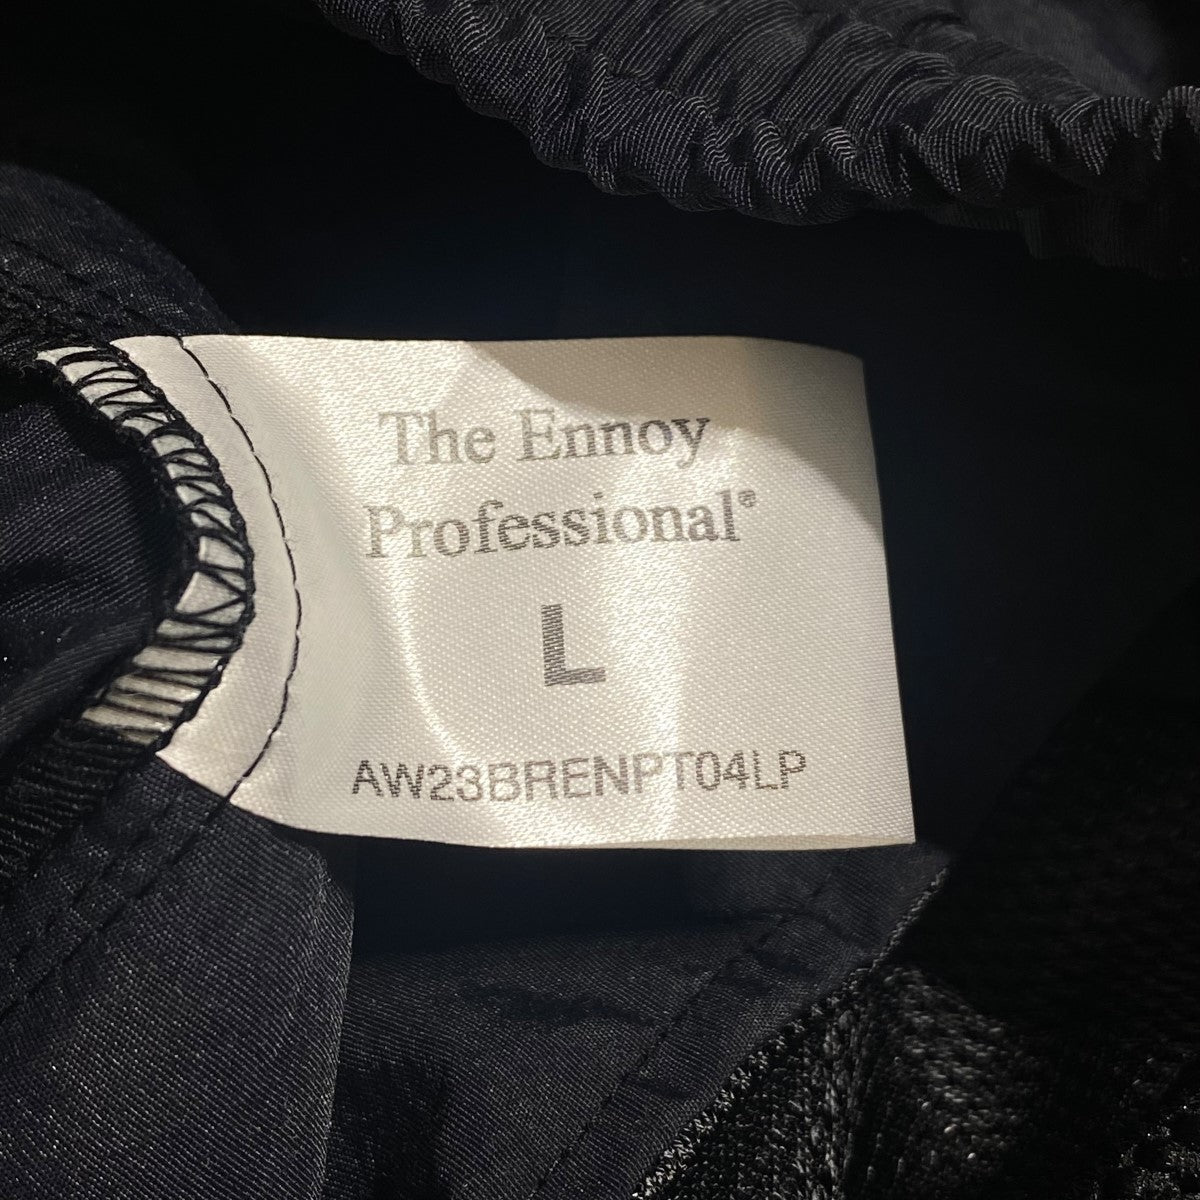 The Ennoy
Professional®
L
AW23BRENPT04LP